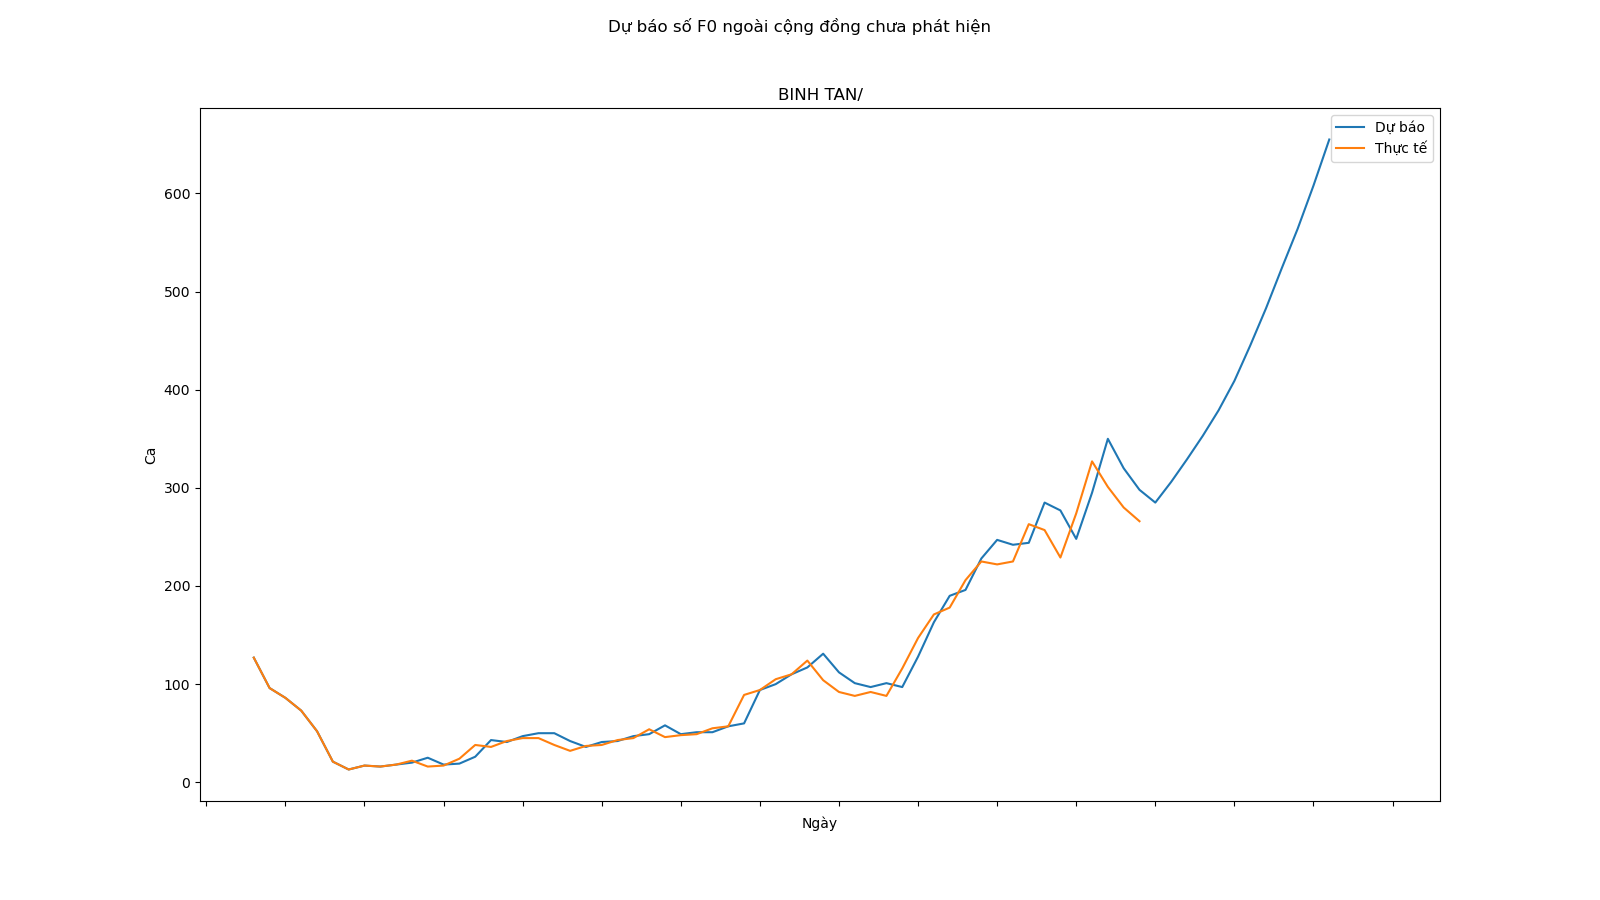 Dự báo số F0 ngoài cộng đồng chưa phát hiện
BINH TAN/
Dự báo
Thực tế
600
500
400
300
200
100
0
Ca
Ngày